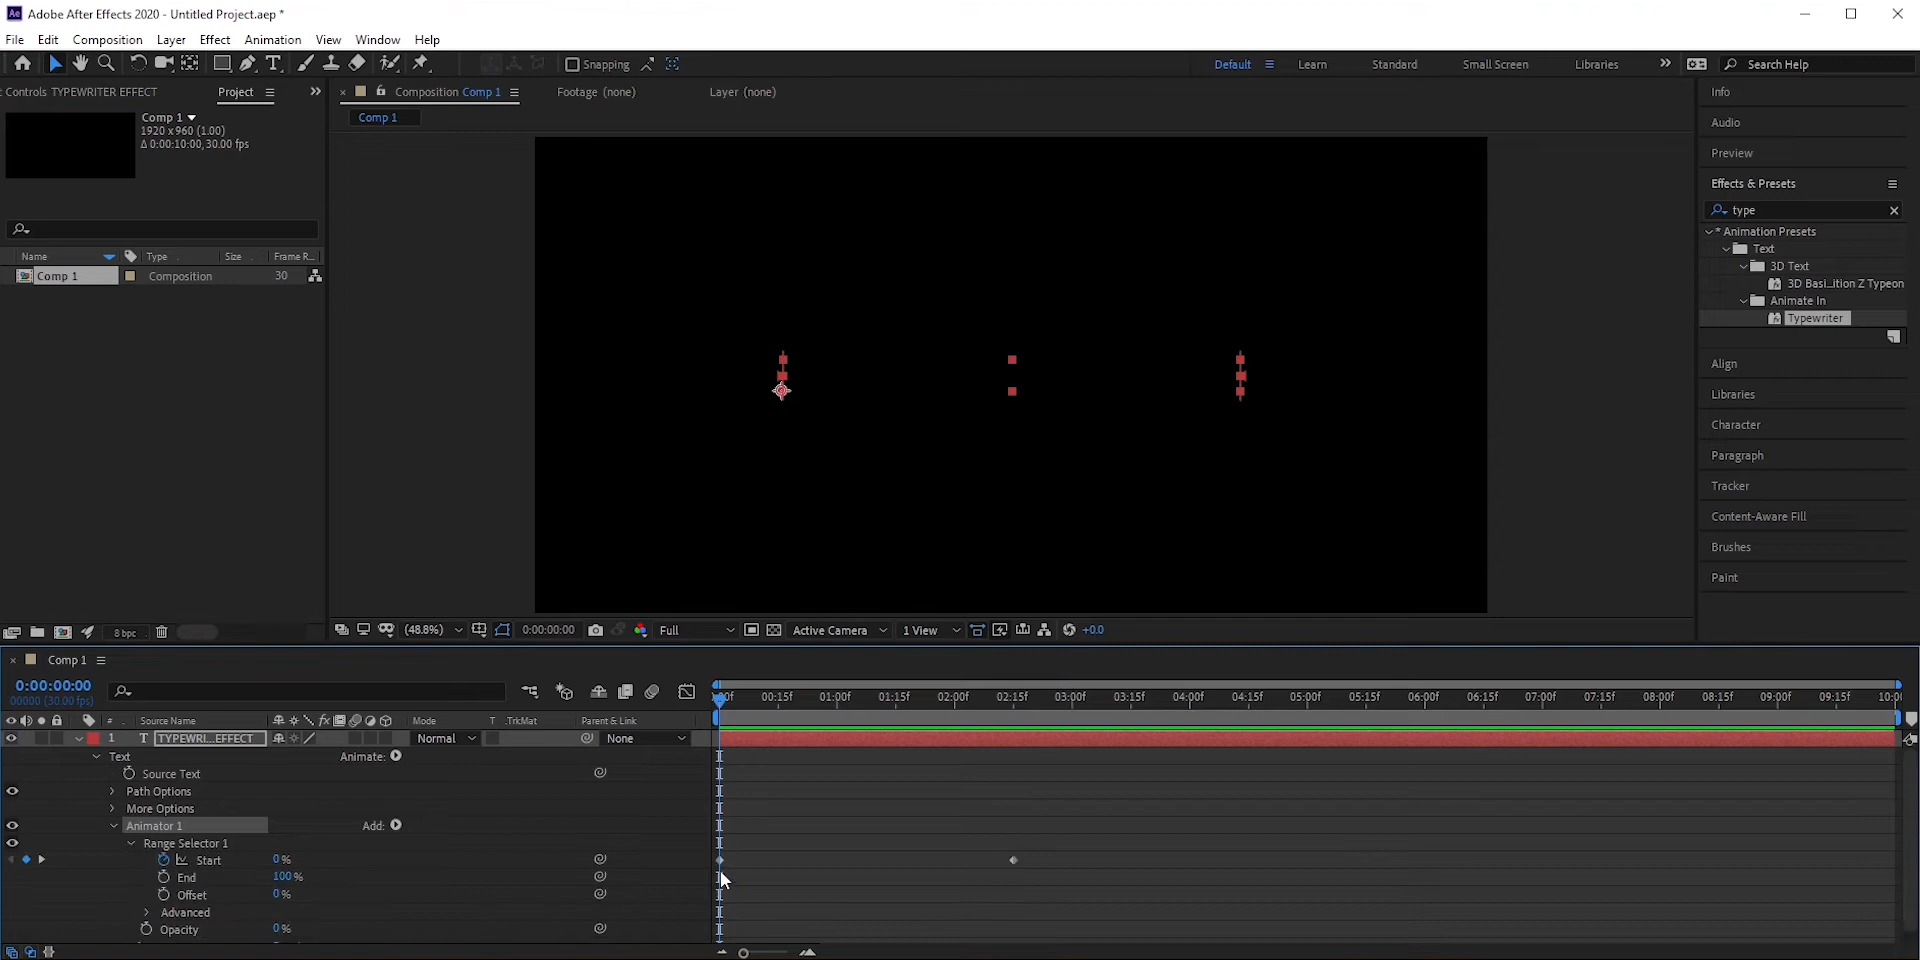 Adobe After Effects 2020 - Untitled Project.aep *
File Edit Composition Layer Effect Animation View Window Help
Snapping Default Learn Standard Small Screen Libraries Search Help
: Controls TYPEWRITER EFFECT Project
Composition Comp 1 Footage (none) Layer (none)
Comp 1
Comp 1
1920 x 960 (1.00)
Δ 0:00:10:00, 30.00 fps
Name Type Size Frame R...
Comp 1 Composition 30
Info
Audio
Preview
Effects & Presets
type
* Animation Presets
Text
3D Text
3D Basi...ition Z Typeon
Animate In
Typewriter
Align
Libraries
Character
Paragraph
Tracker
Content-Aware Fill
Brushes
Paint
8 bpc
(48.8%) 0:00:00:00 Full Active Camera 1 View +0.0
Comp 1
0:00:00:00
00000 (30.00 fps)
:00f 00:15f 01:00f 01:15f 02:00f 02:15f 03:00f 03:15f 04:00f 04:15f 05:00f 05:15f 06:00f 06:15f 07:00f 07:15f 08:00f 08:15f 09:00f 09:15f 10:00
# Source Name fx Mode T .TrkMat Parent & Link
1 T TYPEWRI...EFFECT Normal None
Text Animate:
Source Text
Path Options
More Options
Animator 1 Add:
Range Selector 1
Start 0%
End 100%
Offset 0%
Advanced
Opacity 0%